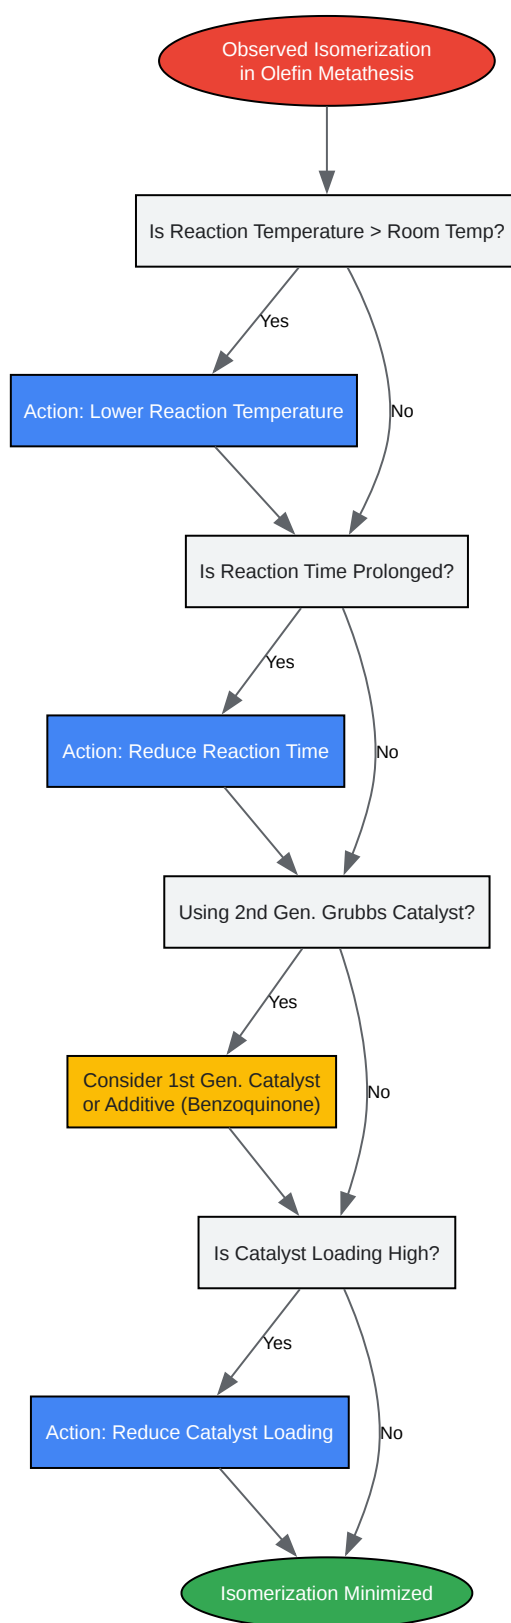 Observed Isomerization
in Olefin Metathesis
Is Reaction Temperature > Room Temp?
Yes
Action: Lower Reaction Temperature
No
Is Reaction Time Prolonged?
Yes
Action: Reduce Reaction Time
No
Using 2nd Gen. Grubbs Catalyst?
Yes
Consider 1st Gen. Catalyst
or Additive (Benzoquinone)
No
Is Catalyst Loading High?
Yes
Action: Reduce Catalyst Loading
No
Isomerization Minimized